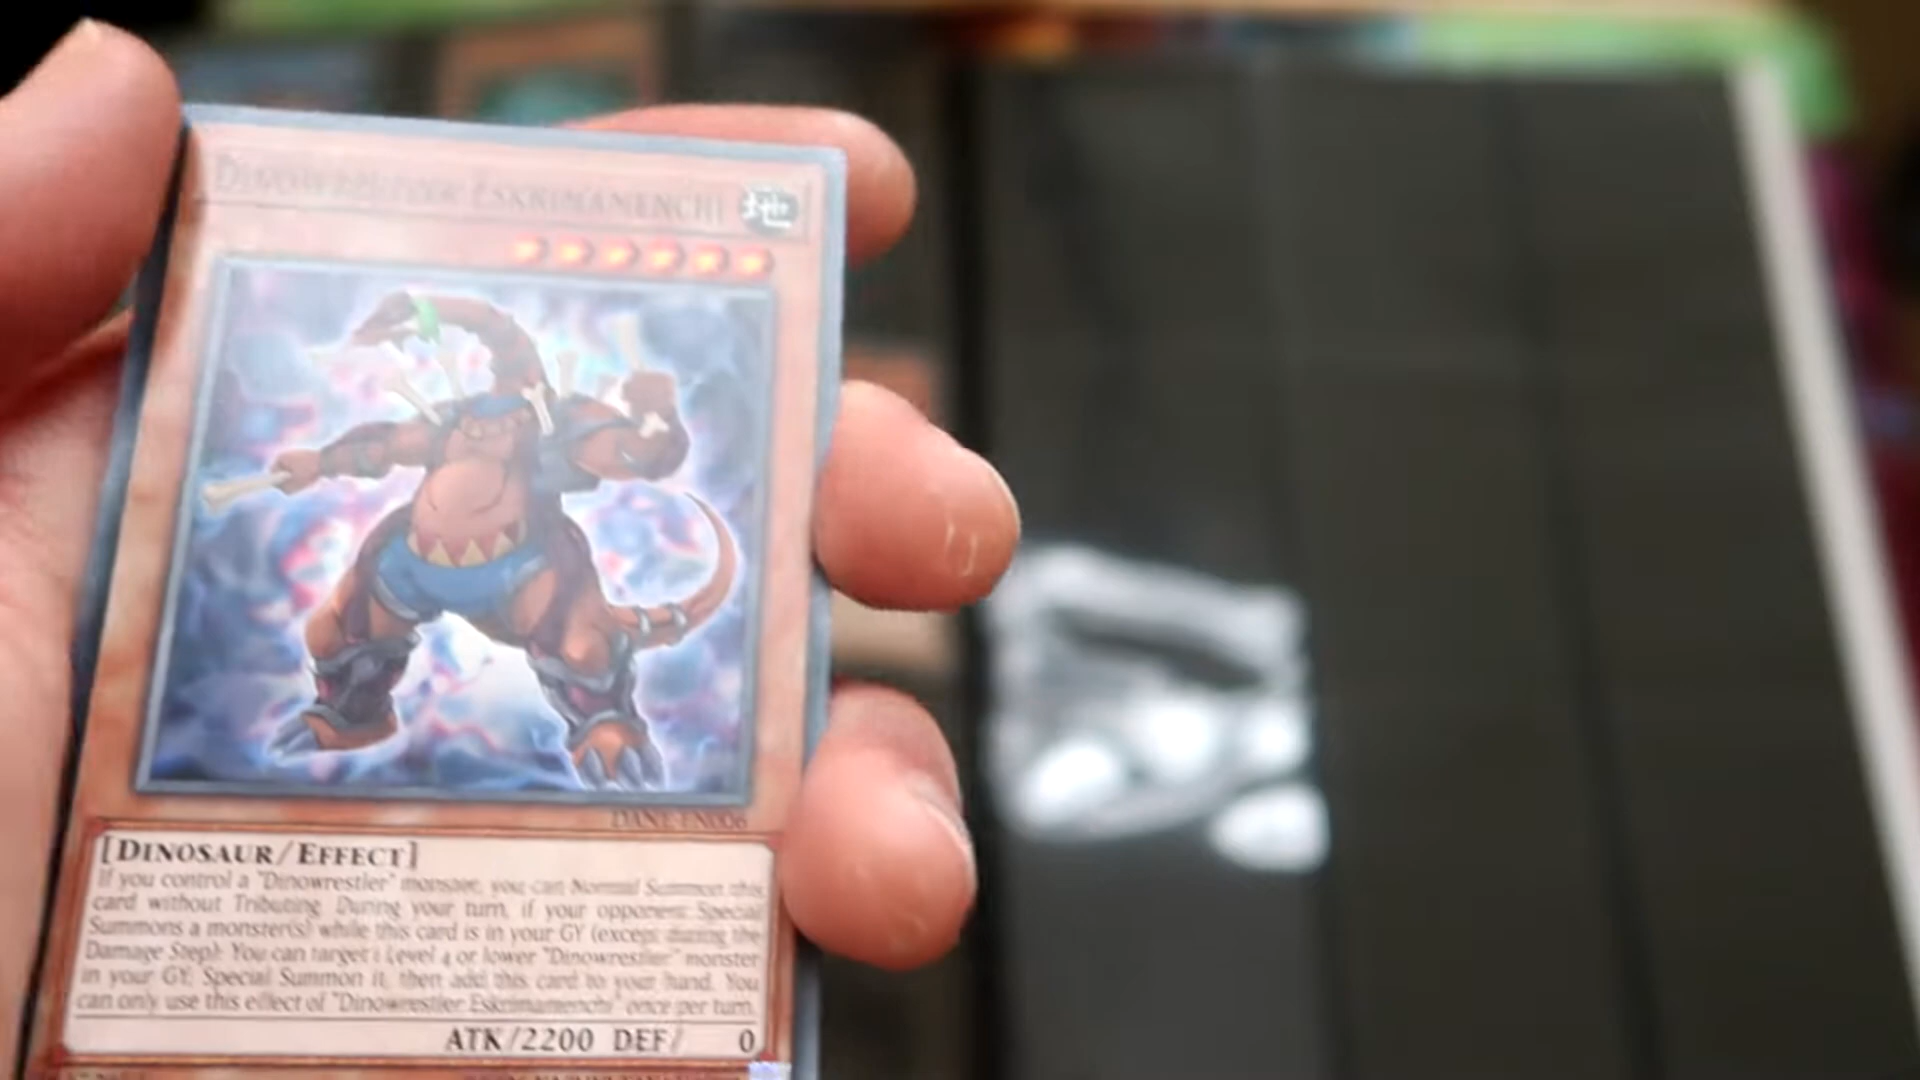 DINOWRESTLER ESKRIMAMENCHI
地
DANE-EN006
[DINOSAUR/EFFECT]
If you control a "Dinowrestler" monster, you can Normal Summon this
card without Tributing. During your turn, if your opponent Special
Summons a monster(s) while this card is in your GY (except during the
Damage Step): You can target 1 Level 4 or lower "Dinowrestler" monster
in your GY; Special Summon it, then add this card to your hand. You
can only use this effect of "Dinowrestler Eskrimamenchi" once per turn.
ATK/2200 DEF/ 0